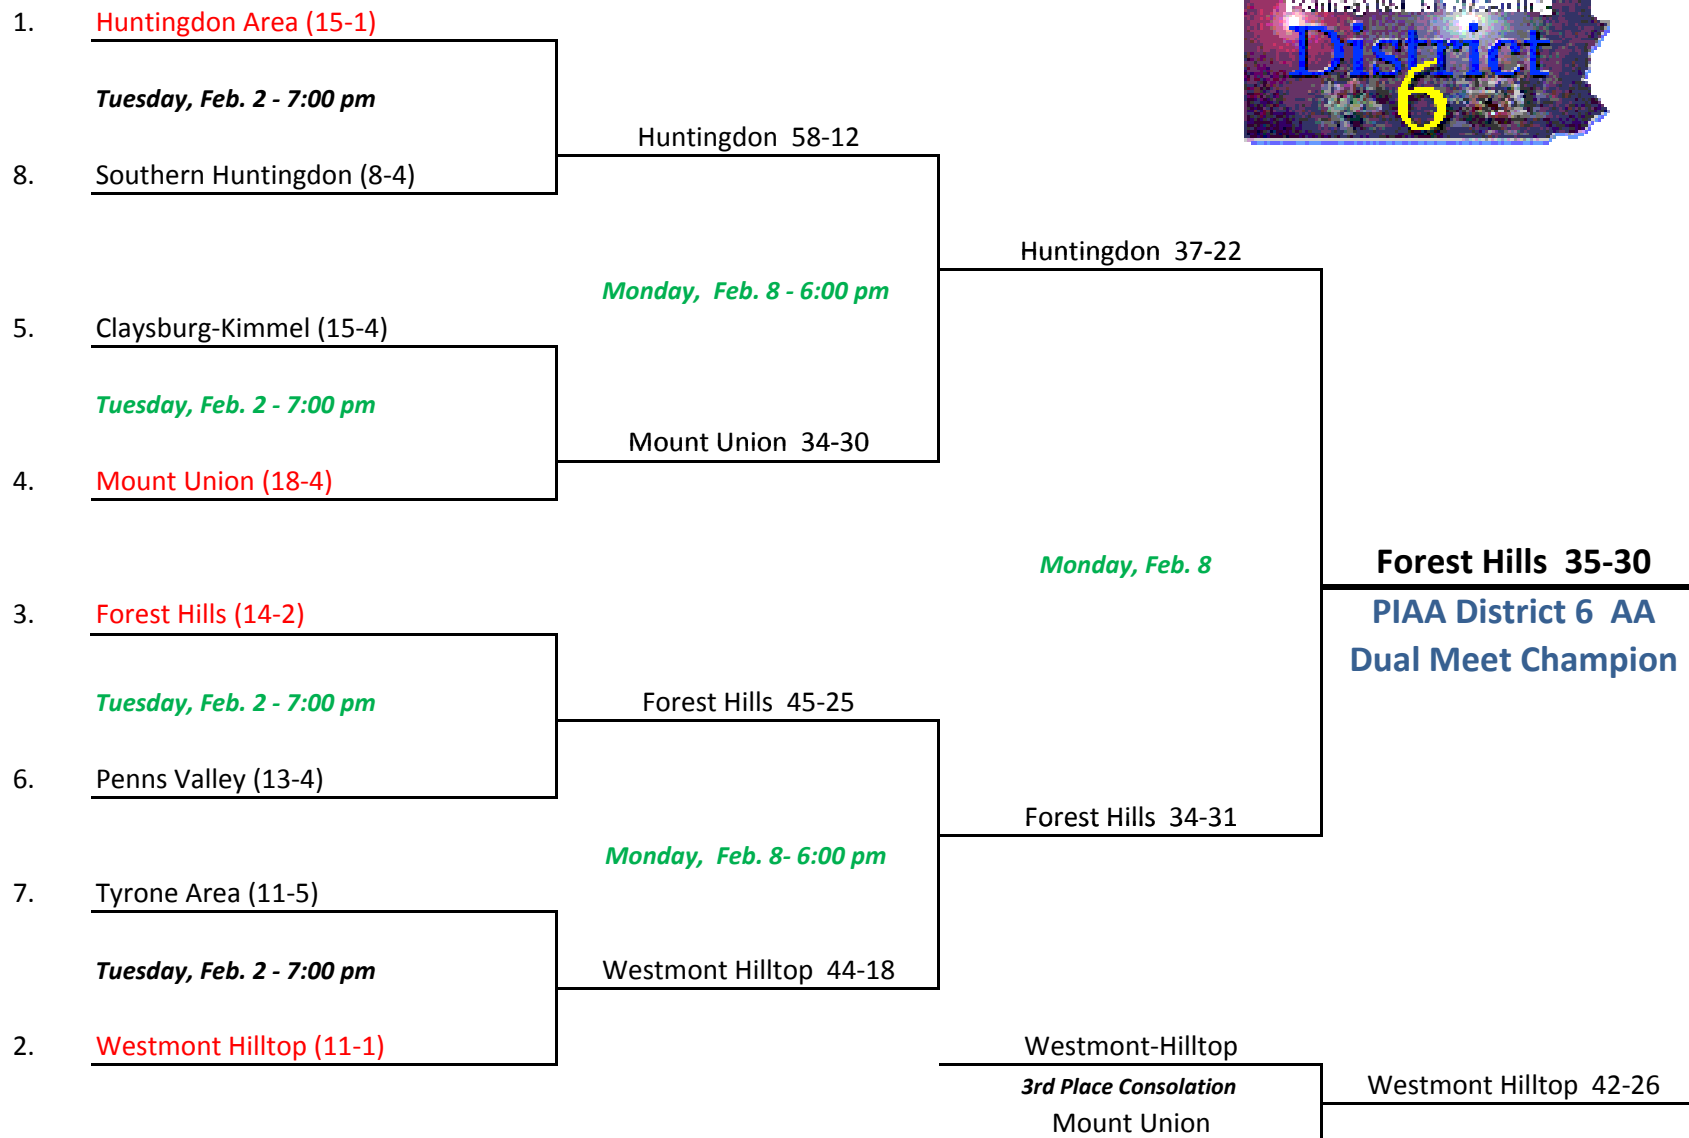 1. Huntingdon Area (15-1)
Pennsylvania Wrestling
District
6
Tuesday, Feb. 2 - 7:00 pm
Huntingdon 58-12
8. Southern Huntingdon (8-4)
Huntingdon 37-22
Monday, Feb. 8 - 6:00 pm
5. Claysburg-Kimmel (15-4)
Tuesday, Feb. 2 - 7:00 pm
Mount Union 34-30
4. Mount Union (18-4)
Monday, Feb. 8
Forest Hills 35-30
3. Forest Hills (14-2)
PIAA District 6 AA
Dual Meet Champion
Tuesday, Feb. 2 - 7:00 pm
Forest Hills 45-25
6. Penns Valley (13-4)
Forest Hills 34-31
Monday, Feb. 8- 6:00 pm
7. Tyrone Area (11-5)
Tuesday, Feb. 2 - 7:00 pm
Westmont Hilltop 44-18
2. Westmont Hilltop (11-1)
Westmont-Hilltop
3rd Place Consolation
Westmont Hilltop 42-26
Mount Union